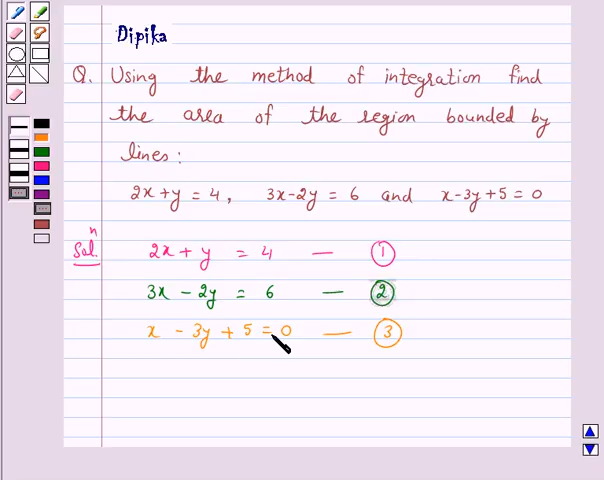 Dipika
Q. Using the method of integration find
the area of the region bounded by
lines:
2x+y = 4, 3x-2y = 6 and x-3y+5 = 0
Solⁿ 2x + y = 4 — ①
3x - 2y = 6 — ②
x - 3y + 5 = 0 — ③